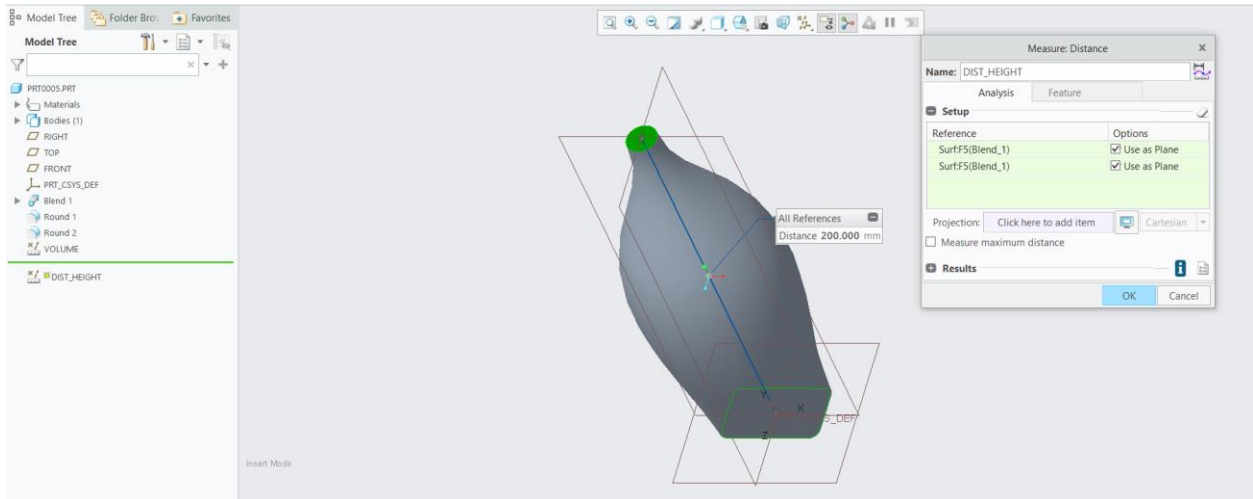 Model Tree
Folder Brov
Favorites
Model Tree
PRT0005.PRT
Materials
Bodies (1)
RIGHT
TOP
FRONT
PRT_CSYS_DEF
Blend 1
Round 1
Round 2
VOLUME
DIST_HEIGHT
Insert Mode
All References
Distance 200.000 mm
Y
X
S_DEF
Z
Measure: Distance
Name: DIST_HEIGHT
Analysis Feature
Setup
Reference Options
Surf:F5(Blend_1) Use as Plane
Surf:F5(Blend_1) Use as Plane
Projection: Click here to add item Cartesian
Measure maximum distance
Results
OK Cancel